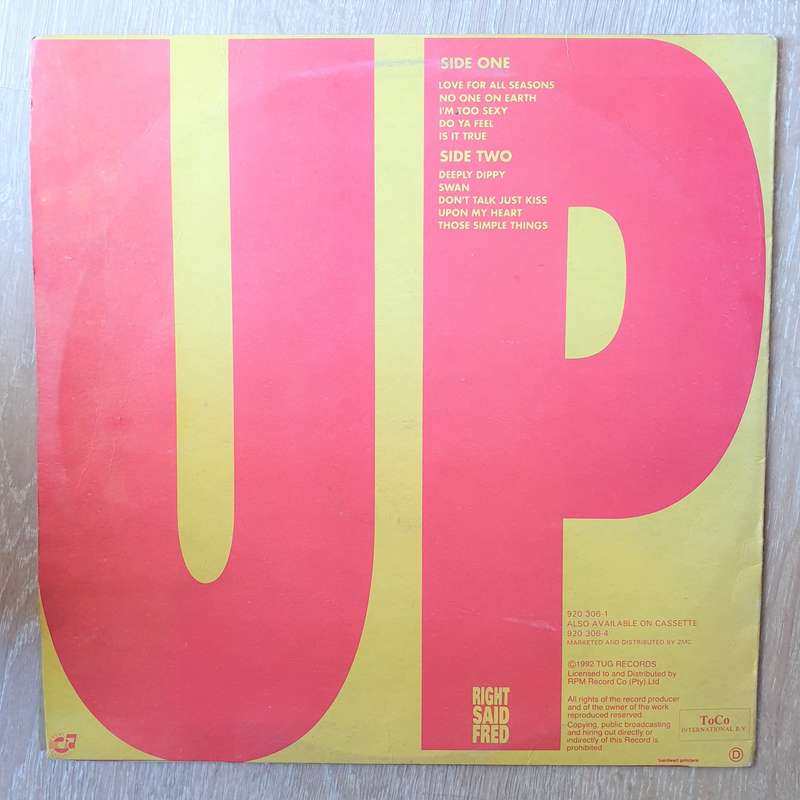 UP
SIDE ONE
LOVE FOR ALL SEASONS
NO ONE ON EARTH
I'M TOO SEXY
DO YA FEEL
IS IT TRUE
SIDE TWO
DEEPLY DIPPY
SWAN
DON'T TALK JUST KISS
UPON MY HEART
THOSE SIMPLE THINGS
920 306-1
ALSO AVAILABLE ON CASSETTE
920 306-4
MARKETED AND DISTRIBUTED BY ZMC
©1992 TUG RECORDS
Licensed to and Distributed by
RPM Record Co (Pty) Ltd
All rights of the record producer
and of the owner of the work
reproduced reserved.
Copying, public broadcasting
and hiring out directly or
indirectly of this Record is
prohibited
RIGHT
SAID
FRED
ToCo
INTERNATIONAL B.V.
D